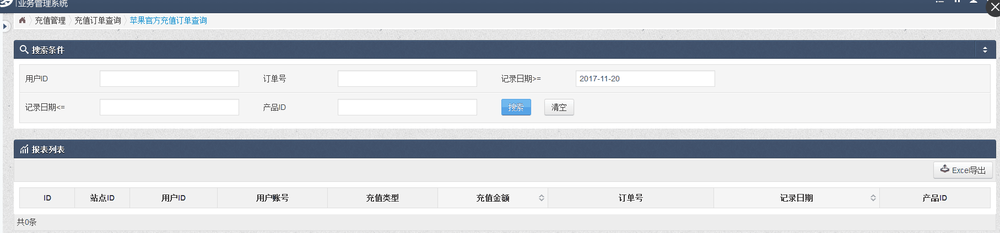 业务管理系统
充值管理 充值订单查询 苹果官方充值订单查询
搜索条件
用户ID 订单号 记录日期>= 2017-11-20
记录日期<= 产品ID 搜索 清空
报表列表
Excel导出
ID 站点ID 用户ID 用户账号 充值类型 充值金额 订单号 记录日期 产品ID
共0条